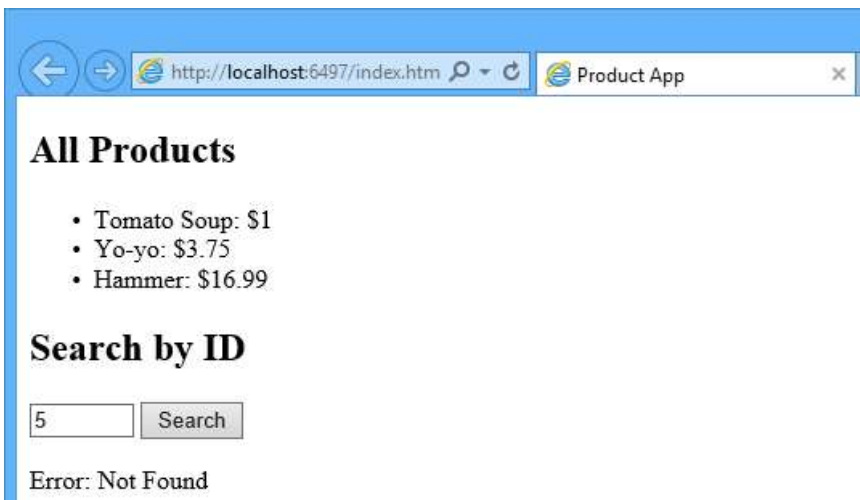 http://localhost:6497/index.htm
Product App
All Products
• Tomato Soup: $1
• Yo-yo: $3.75
• Hammer: $16.99
Search by ID
5 Search
Error: Not Found